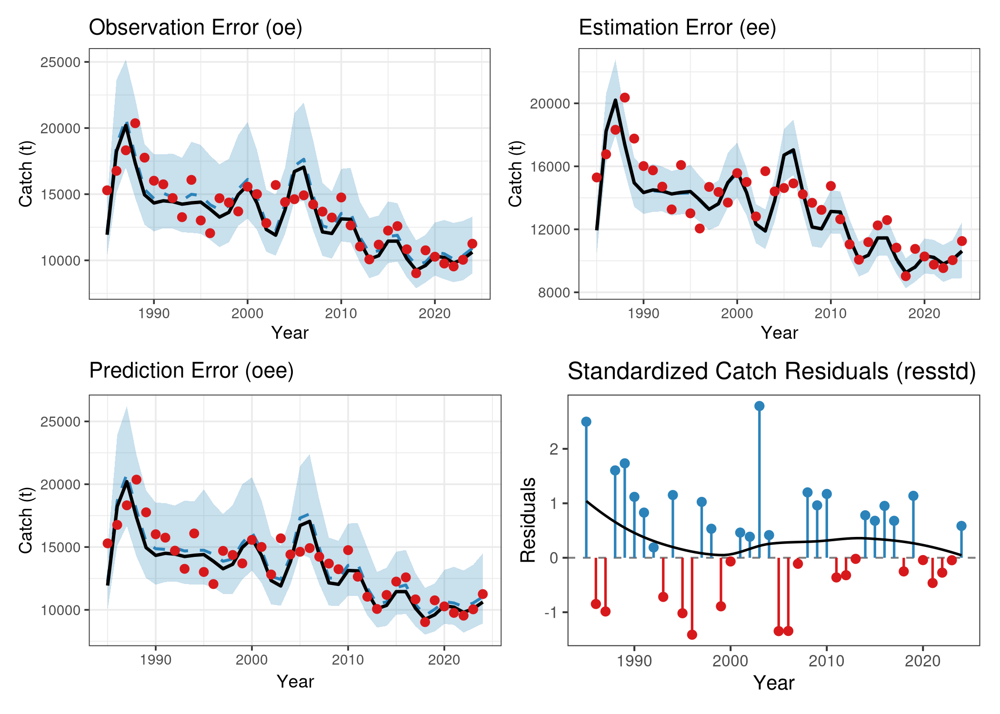 Observation Error (oe)
Catch (t)
25000
20000
15000
10000
1990 2000 2010 2020
Year
Estimation Error (ee)
Catch (t)
20000
16000
12000
8000
1990 2000 2010 2020
Year
Prediction Error (oee)
Catch (t)
25000
20000
15000
10000
1990 2000 2010 2020
Year
Standardized Catch Residuals (resstd)
Residuals
2
1
0
-1
1990 2000 2010 2020
Year